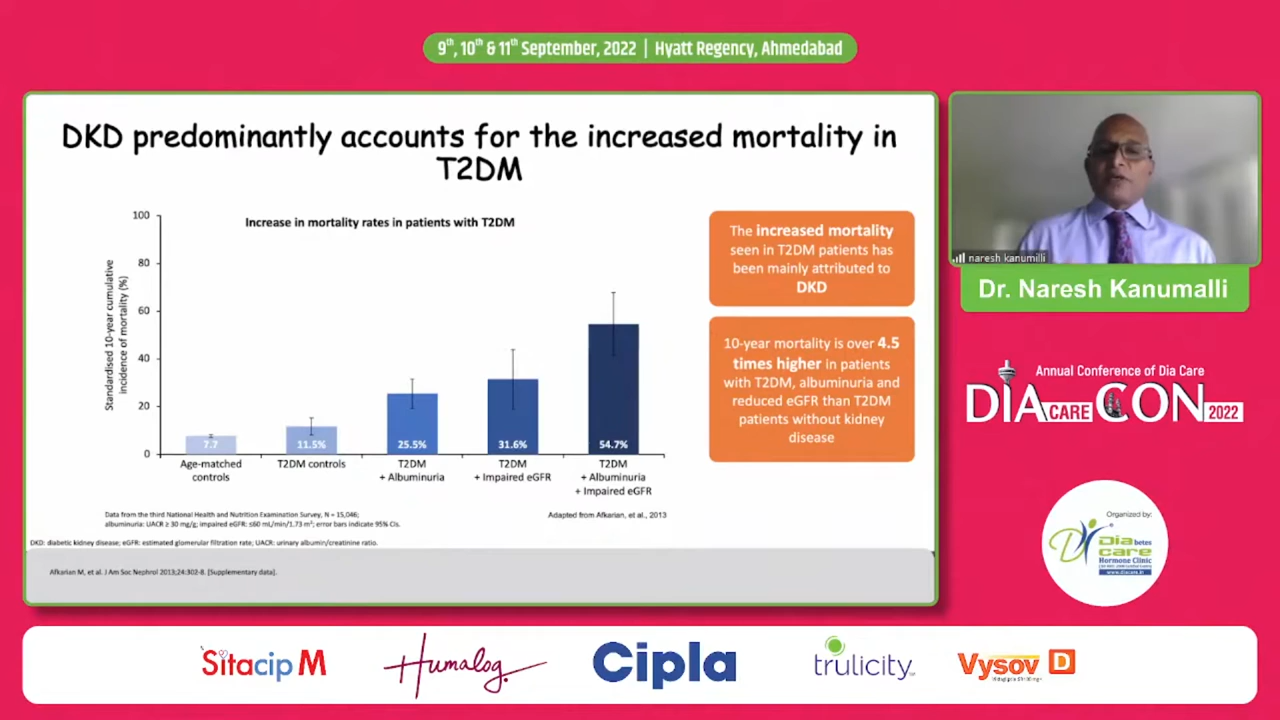 9th, 10th & 11th September, 2022 | Hyatt Regency, Ahmedabad
DKD predominantly accounts for the increased mortality in
T2DM
Increase in mortality rates in patients with T2DM
Standardised 10-year cumulative
incidence of mortality (%)
100
80
60
40
20
0
7.7
11.5%
25.5%
31.6%
54.7%
Age-matched
controls
T2DM controls
T2DM
+ Albuminuria
T2DM
+ Impaired eGFR
T2DM
+ Albuminuria
+ Impaired eGFR
Data from the third National Health and Nutrition Examination Survey, N = 15,046;
albuminuria: UACR ≥ 30 mg/g; impaired eGFR: ≤60 mL/min/1.73 m²; error bars indicate 95% CIs.
Adapted from Afkarian, et al., 2013
DKD: diabetic kidney disease; eGFR: estimated glomerular filtration rate; UACR: urinary albumin/creatinine ratio.
Afkarian M, et al. J Am Soc Nephrol 2013;24:302-8. [Supplementary data].
The increased mortality
seen in T2DM patients has
been mainly attributed to
DKD
10-year mortality is over 4.5
times higher in patients
with T2DM, albuminuria and
reduced eGFR than T2DM
patients without kidney
disease
naresh kanumilli
Dr. Naresh Kanumalli
Annual Conference of Dia Care
DIA CARE CON 2022
Organized by:
Diabetes
Care
Hormone Clinic
www.diacare.in
Sitacip M
Humalog
Cipla
trulicity
Vysov D